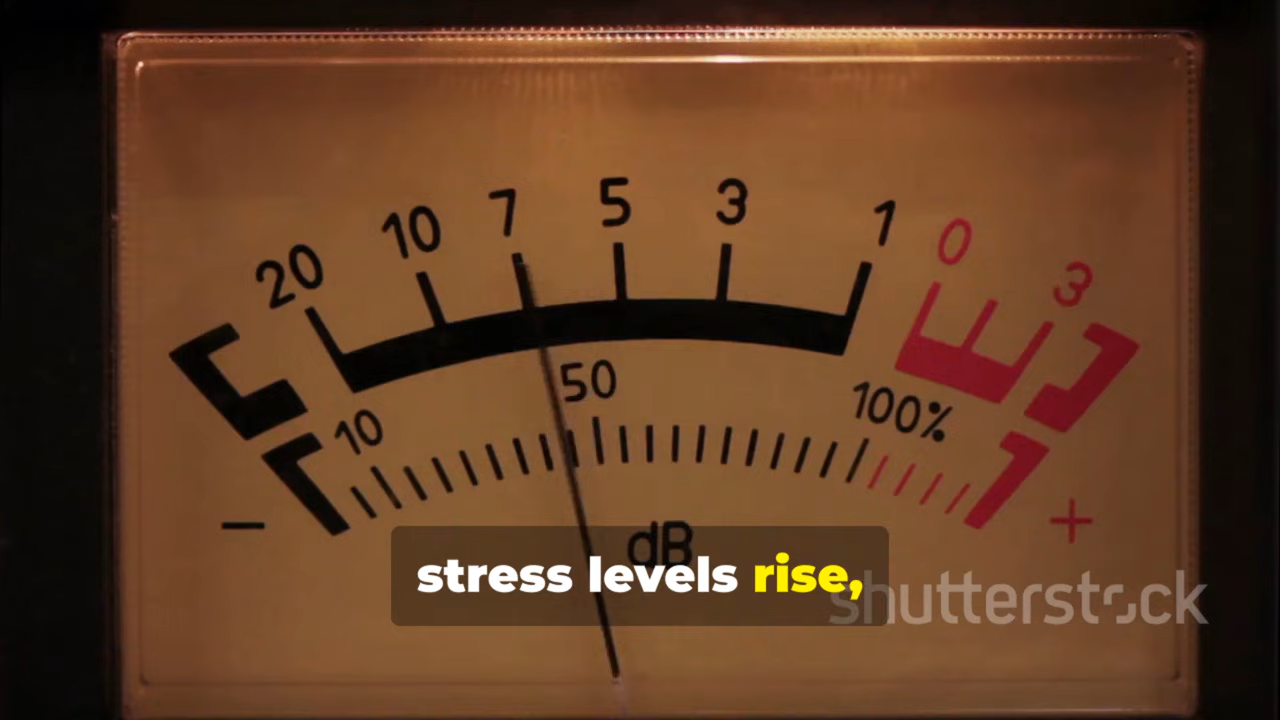 20 10 7 5 3 1 0 3
10 50 100%
− +
dB
stress levels rise,
shutterstock